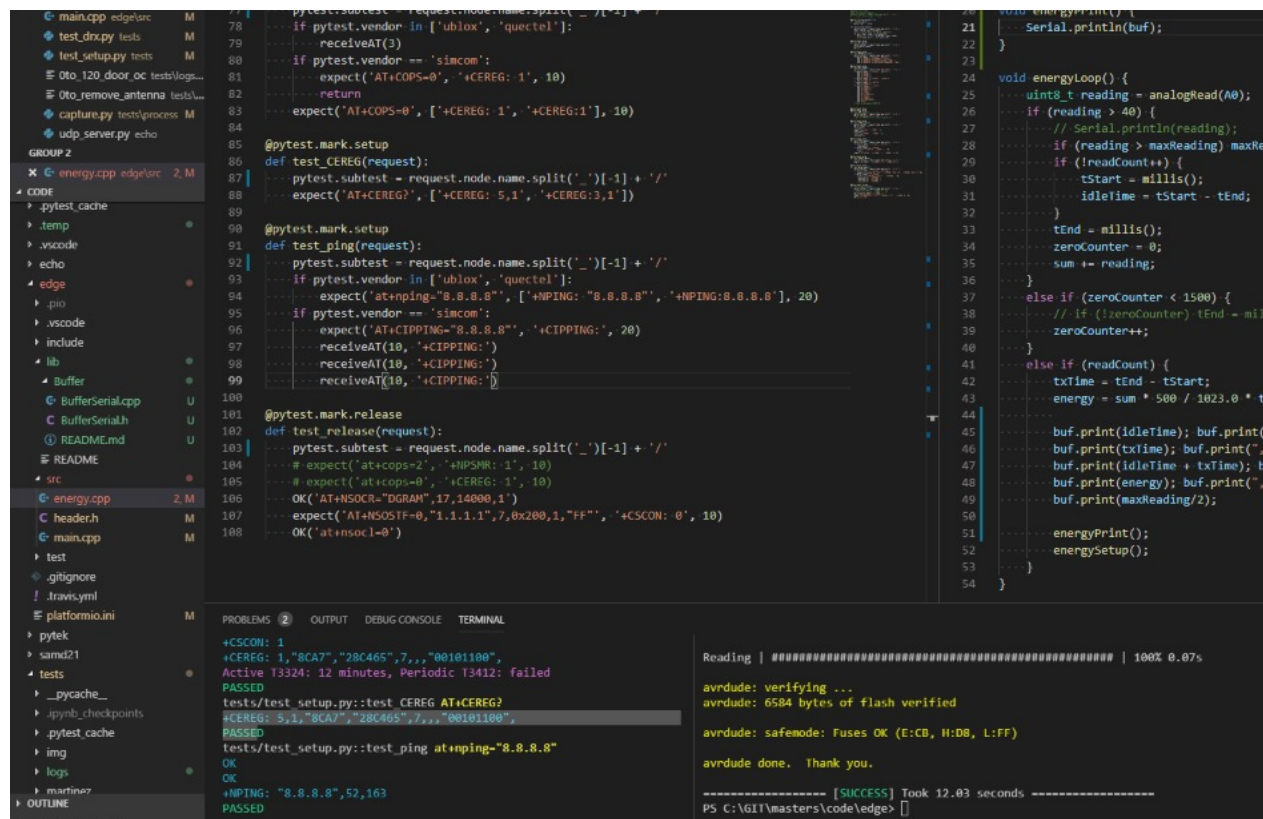 main.cpp edge\src M
test_drx.py tests M
test_setup.py tests M
0to_120_door_oc tests\logs...
0to_remove_antenna tests\...
capture.py tests\process M
udp_server.py echo
GROUP 2
energy.cpp edge\src 2, M
CODE
.pytest_cache
.temp
.vscode
echo
edge
.pio
.vscode
include
lib
Buffer
BufferSerial.cpp U
BufferSerial.h U
README.md U
README
src
energy.cpp 2, M
header.h M
main.cpp M
test
.gitignore
.travis.yml
platformio.ini M
pytek
samd21
tests
__pycache__
.ipynb_checkpoints
.pytest_cache
img
logs
martinez
OUTLINE
77 pytest.subtest = request.node.name.split('_')[-1] + '/'
78 if pytest.vendor in ['ublox', 'quectel']:
79 receiveAT(3)
80 if pytest.vendor == 'simcom':
81 expect('AT+COPS=0', '+CEREG: 1', 10)
82 return
83 expect('AT+COPS=0', ['+CEREG: 1', '+CEREG:1'], 10)
84
85 @pytest.mark.setup
86 def test_CEREG(request):
87 pytest.subtest = request.node.name.split('_')[-1] + '/'
88 expect('AT+CEREG?', ['+CEREG: 5,1', '+CEREG:3,1'])
89
90 @pytest.mark.setup
91 def test_ping(request):
92 pytest.subtest = request.node.name.split('_')[-1] + '/'
93 if pytest.vendor in ['ublox', 'quectel']:
94 expect('at+nping="8.8.8.8"', ['+NPING: "8.8.8.8"', '+NPING:8.8.8.8'], 20)
95 if pytest.vendor == 'simcom':
96 expect('AT+CIPPING="8.8.8.8"', '+CIPPING:', 20)
97 receiveAT(10, '+CIPPING:')
98 receiveAT(10, '+CIPPING:')
99 receiveAT(10, '+CIPPING:')
100
101 @pytest.mark.release
102 def test_release(request):
103 pytest.subtest = request.node.name.split('_')[-1] + '/'
104 # expect('at+cops=2', '+NPSMR: 1', 10)
105 # expect('at+cops=0', '+CEREG: 1', 10)
106 OK('AT+NSOCR="DGRAM",17,14000,1')
107 expect('AT+NSOSTF=0,"1.1.1.1",7,0x200,1,"FF"', '+CSCON: 0', 10)
108 OK('at+nsocl=0')
20 void energyPrint() {
21 Serial.println(buf);
22 }
23
24 void energyLoop() {
25 uint8_t reading = analogRead(A0);
26 if (reading > 40) {
27 // Serial.println(reading);
28 if (reading > maxReading) maxRe
29 if (!readCount++) {
30 tStart = millis();
31 idleTime = tStart - tEnd;
32 }
33 tEnd = millis();
34 zeroCounter = 0;
35 sum += reading;
36 }
37 else if (zeroCounter < 1500) {
38 // if (!zeroCounter) tEnd = mil
39 zeroCounter++;
40 }
41 else if (readCount) {
42 txTime = tEnd - tStart;
43 energy = sum * 500 / 1023.0 * t
44
45 buf.print(idleTime); buf.print(
46 buf.print(txTime); buf.print(",
47 buf.print(idleTime + txTime); b
48 buf.print(energy); buf.print(",
49 buf.print(maxReading/2);
50
51 energyPrint();
52 energySetup();
53 }
54 }
PROBLEMS 2 OUTPUT DEBUG CONSOLE TERMINAL
+CSCON: 1
+CEREG: 1,"8CA7","28C465",7,,,"00101100",
Active T3324: 12 minutes, Periodic T3412: failed
PASSED
tests/test_setup.py::test_CEREG AT+CEREG?
+CEREG: 5,1,"8CA7","28C465",7,,,"00101100",
PASSED
tests/test_setup.py::test_ping at+nping="8.8.8.8"
OK
OK
+NPING: "8.8.8.8",52,163
PASSED
Reading | ################################################## | 100% 0.07s
avrdude: verifying ...
avrdude: 6584 bytes of flash verified
avrdude: safemode: Fuses OK (E:CB, H:D8, L:FF)
avrdude done. Thank you.
------------------ [SUCCESS] Took 12.03 seconds ------------------
PS C:\GIT\masters\code\edge>